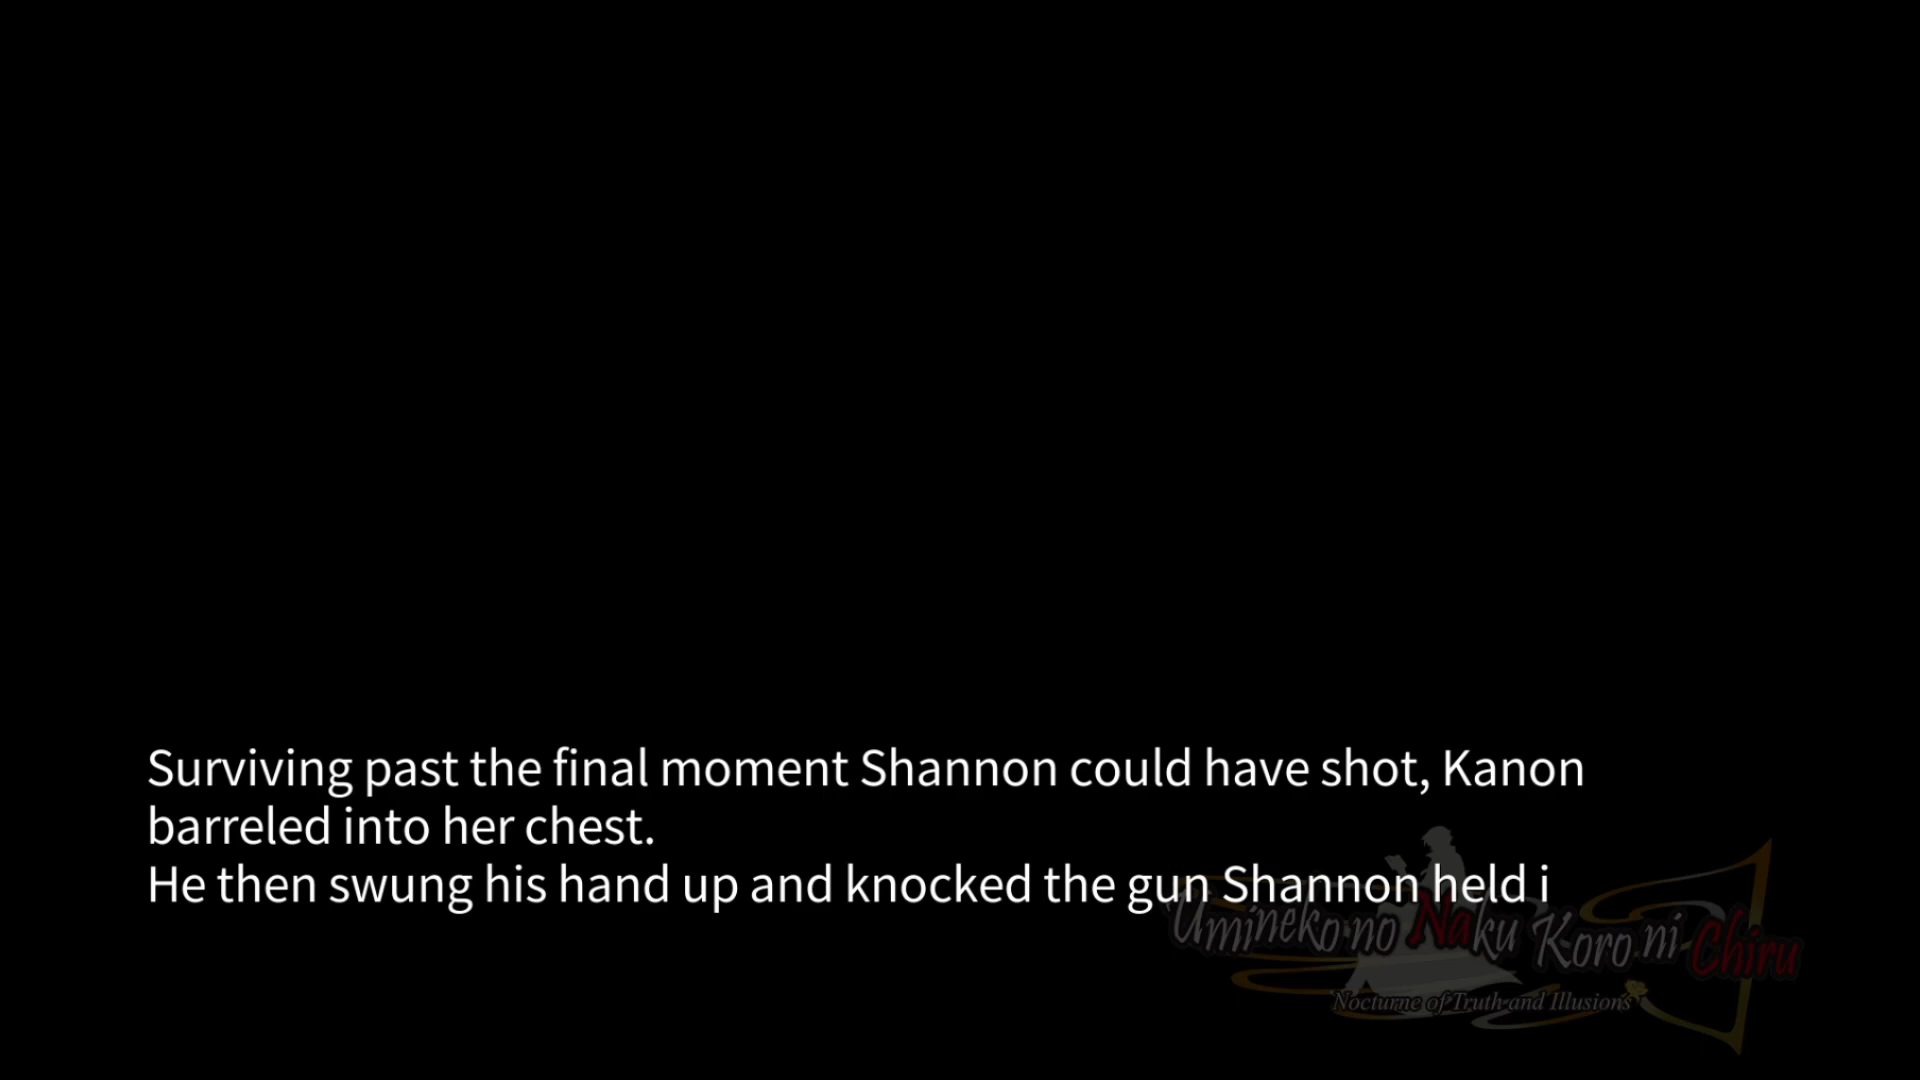 Surviving past the final moment Shannon could have shot, Kanon
barreled into her chest.
He then swung his hand up and knocked the gun Shannon held i
Umineko no Naku Koro ni Chiru
Nocturne of Truth and Illusions